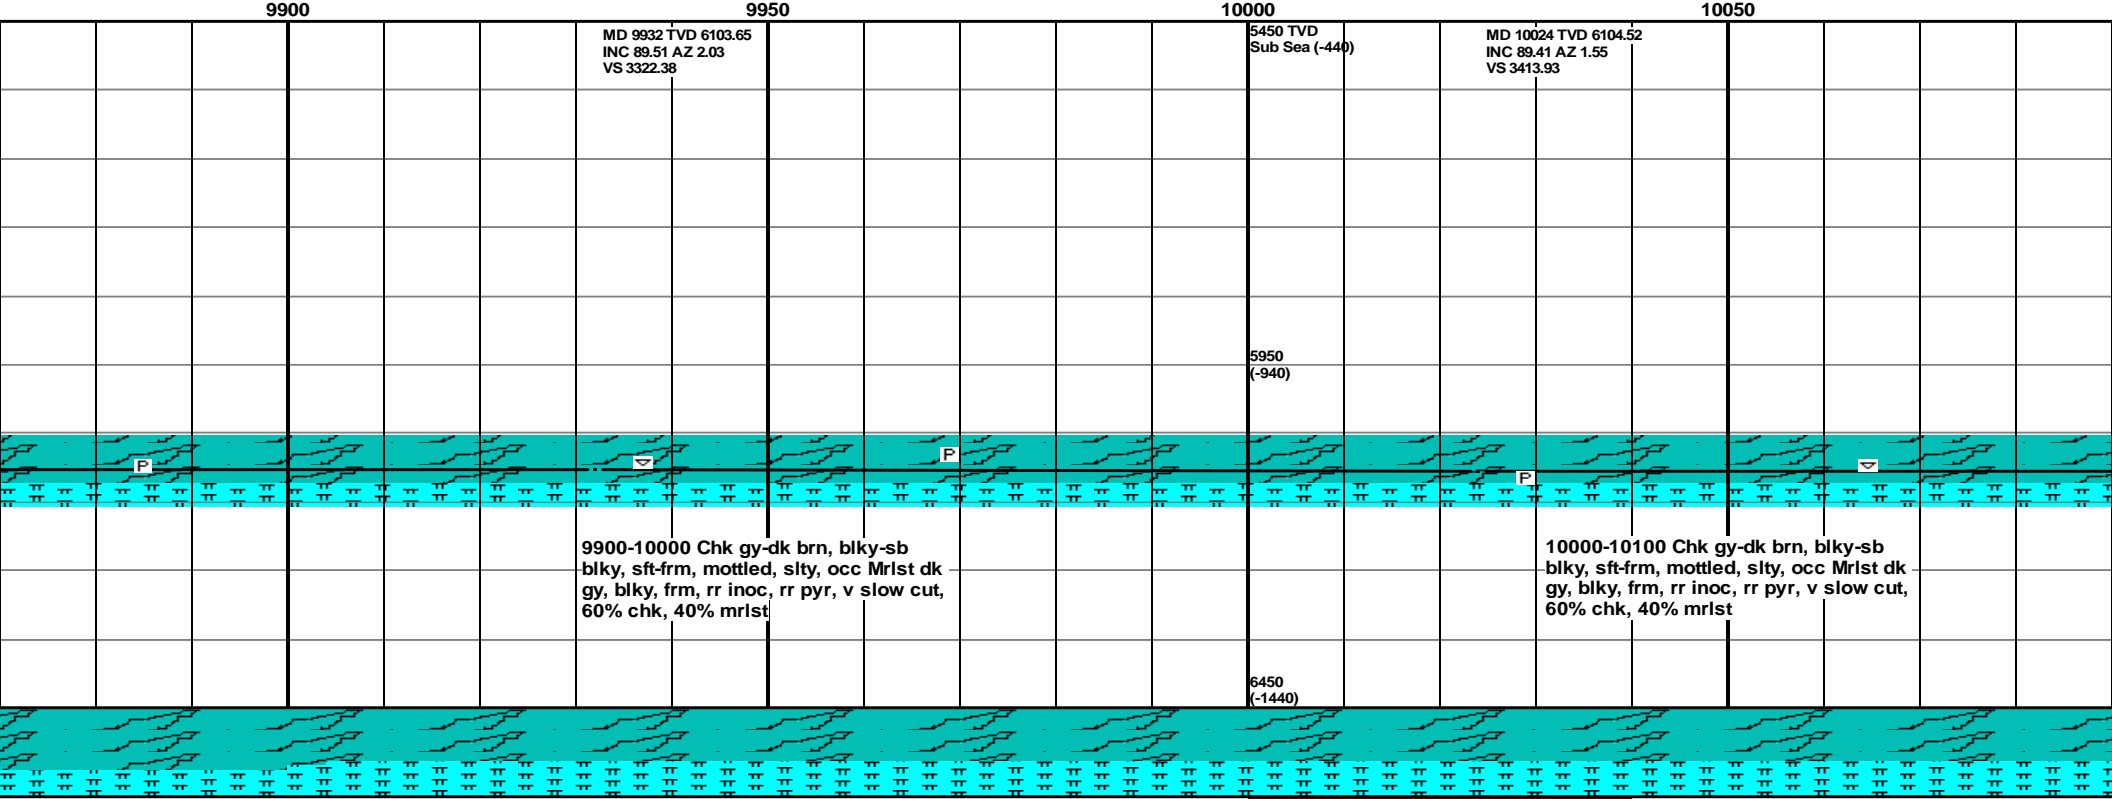 9900
9950
10000
10050
MD 9932 TVD 6103.65
INC 89.51 AZ 2.03
VS 3322.38
5450 TVD
Sub Sea (-440)
MD 10024 TVD 6104.52
INC 89.41 AZ 1.55
VS 3413.93
5950
(-940)
P
P
P
9900-10000 Chk gy-dk brn, blky-sb
blky, sft-frm, mottled, slty, occ Mrlst dk
gy, blky, frm, rr inoc, rr pyr, v slow cut,
60% chk, 40% mrlst
10000-10100 Chk gy-dk brn, blky-sb
blky, sft-frm, mottled, slty, occ Mrlst dk
gy, blky, frm, rr inoc, rr pyr, v slow cut,
60% chk, 40% mrlst
6450
(-1440)